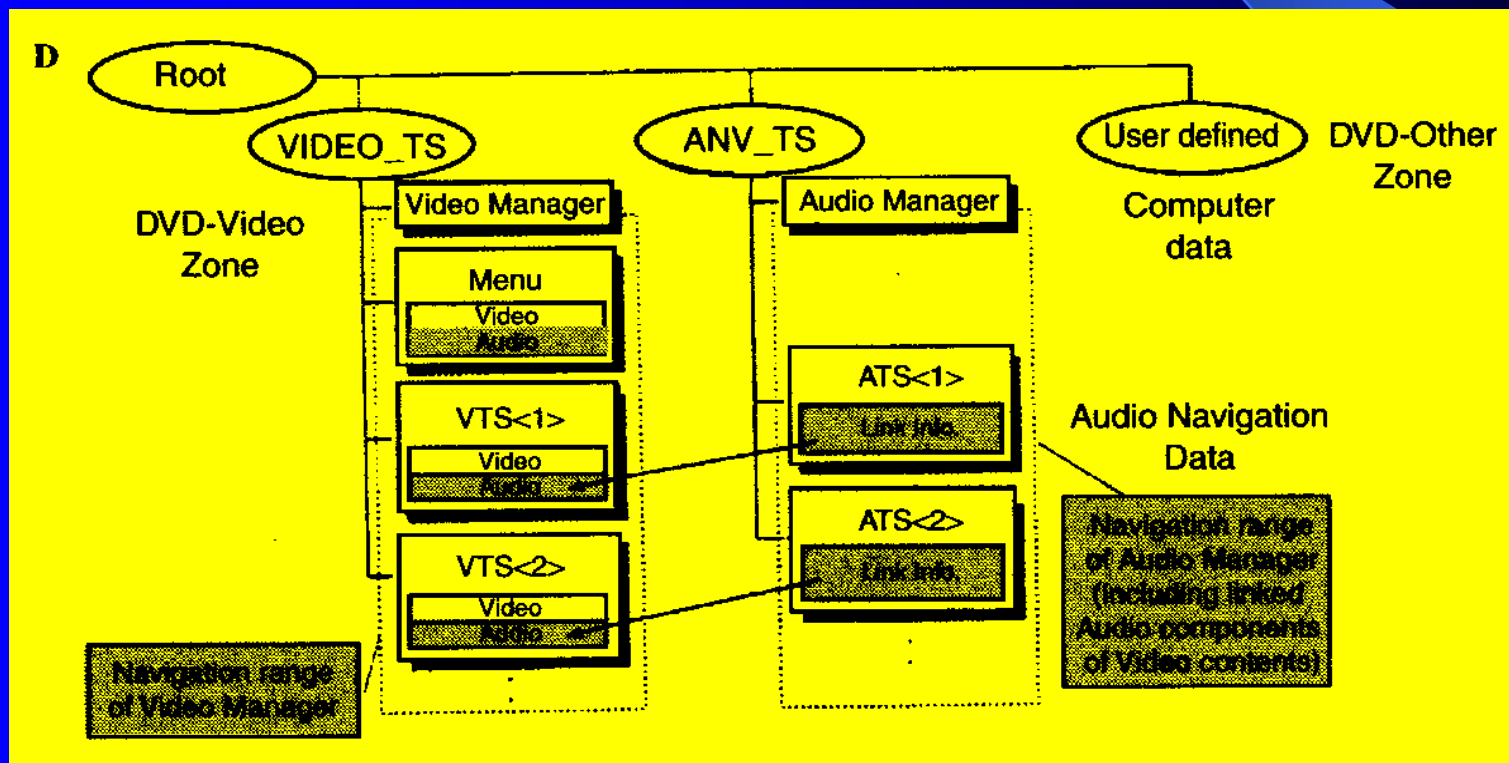 D
Root
VIDEO_TS
ANV_TS
User defined
DVD-Other
Zone
Computer
data
DVD-Video
Zone
Video Manager
Menu
Video
Audio
VTS<1>
Video
Audio
VTS<2>
Video
Audio
Navigation range
of Video Manager
Audio Manager
ATS<1>
Link Info.
ATS<2>
Link Info.
Audio Navigation
Data
Navigation range
of Audio Manager
(including linked
Audio components
of Video contents)